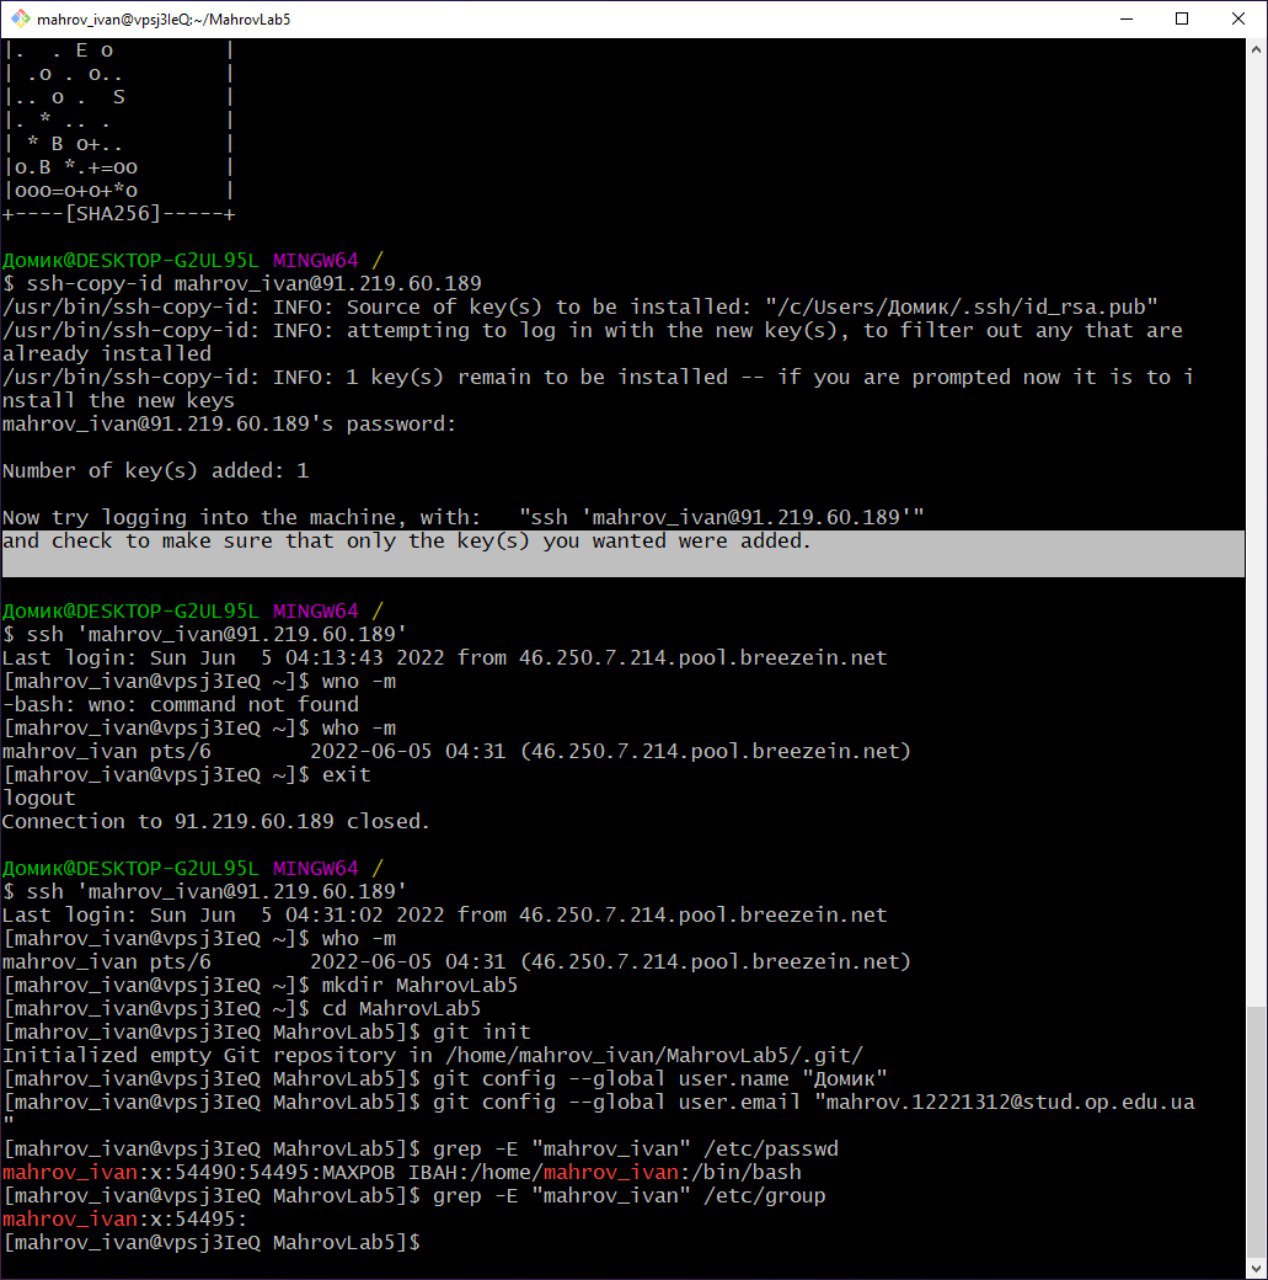 mahrov_ivan@vpsj3IeQ:~/MahrovLab5
|.  . E o         |
| .o . o..        |
|.. o .  S        |
|. * .. .         |
| * B o+..        |
|o.B *.+=oo       |
|ooo=o+o+*o       |
+----[SHA256]-----+
Домик@DESKTOP-G2UL95L MINGW64 /
$ ssh-copy-id mahrov_ivan@91.219.60.189
/usr/bin/ssh-copy-id: INFO: Source of key(s) to be installed: "/c/Users/Домик/.ssh/id_rsa.pub"
/usr/bin/ssh-copy-id: INFO: attempting to log in with the new key(s), to filter out any that are
already installed
/usr/bin/ssh-copy-id: INFO: 1 key(s) remain to be installed -- if you are prompted now it is to i
nstall the new keys
mahrov_ivan@91.219.60.189's password:
Number of key(s) added: 1
Now try logging into the machine, with:   "ssh 'mahrov_ivan@91.219.60.189'"
and check to make sure that only the key(s) you wanted were added.
Домик@DESKTOP-G2UL95L MINGW64 /
$ ssh 'mahrov_ivan@91.219.60.189'
Last login: Sun Jun  5 04:13:43 2022 from 46.250.7.214.pool.breezein.net
[mahrov_ivan@vpsj3IeQ ~]$ wno -m
-bash: wno: command not found
[mahrov_ivan@vpsj3IeQ ~]$ who -m
mahrov_ivan pts/6        2022-06-05 04:31 (46.250.7.214.pool.breezein.net)
[mahrov_ivan@vpsj3IeQ ~]$ exit
logout
Connection to 91.219.60.189 closed.
Домик@DESKTOP-G2UL95L MINGW64 /
$ ssh 'mahrov_ivan@91.219.60.189'
Last login: Sun Jun  5 04:31:02 2022 from 46.250.7.214.pool.breezein.net
[mahrov_ivan@vpsj3IeQ ~]$ who -m
mahrov_ivan pts/6        2022-06-05 04:31 (46.250.7.214.pool.breezein.net)
[mahrov_ivan@vpsj3IeQ ~]$ mkdir MahrovLab5
[mahrov_ivan@vpsj3IeQ ~]$ cd MahrovLab5
[mahrov_ivan@vpsj3IeQ MahrovLab5]$ git init
Initialized empty Git repository in /home/mahrov_ivan/MahrovLab5/.git/
[mahrov_ivan@vpsj3IeQ MahrovLab5]$ git config --global user.name "Домик"
[mahrov_ivan@vpsj3IeQ MahrovLab5]$ git config --global user.email "mahrov.12221312@stud.op.edu.ua
"
[mahrov_ivan@vpsj3IeQ MahrovLab5]$ grep -E "mahrov_ivan" /etc/passwd
mahrov_ivan:x:54490:54495:МАХРОВ ІВАН:/home/mahrov_ivan:/bin/bash
[mahrov_ivan@vpsj3IeQ MahrovLab5]$ grep -E "mahrov_ivan" /etc/group
mahrov_ivan:x:54495:
[mahrov_ivan@vpsj3IeQ MahrovLab5]$